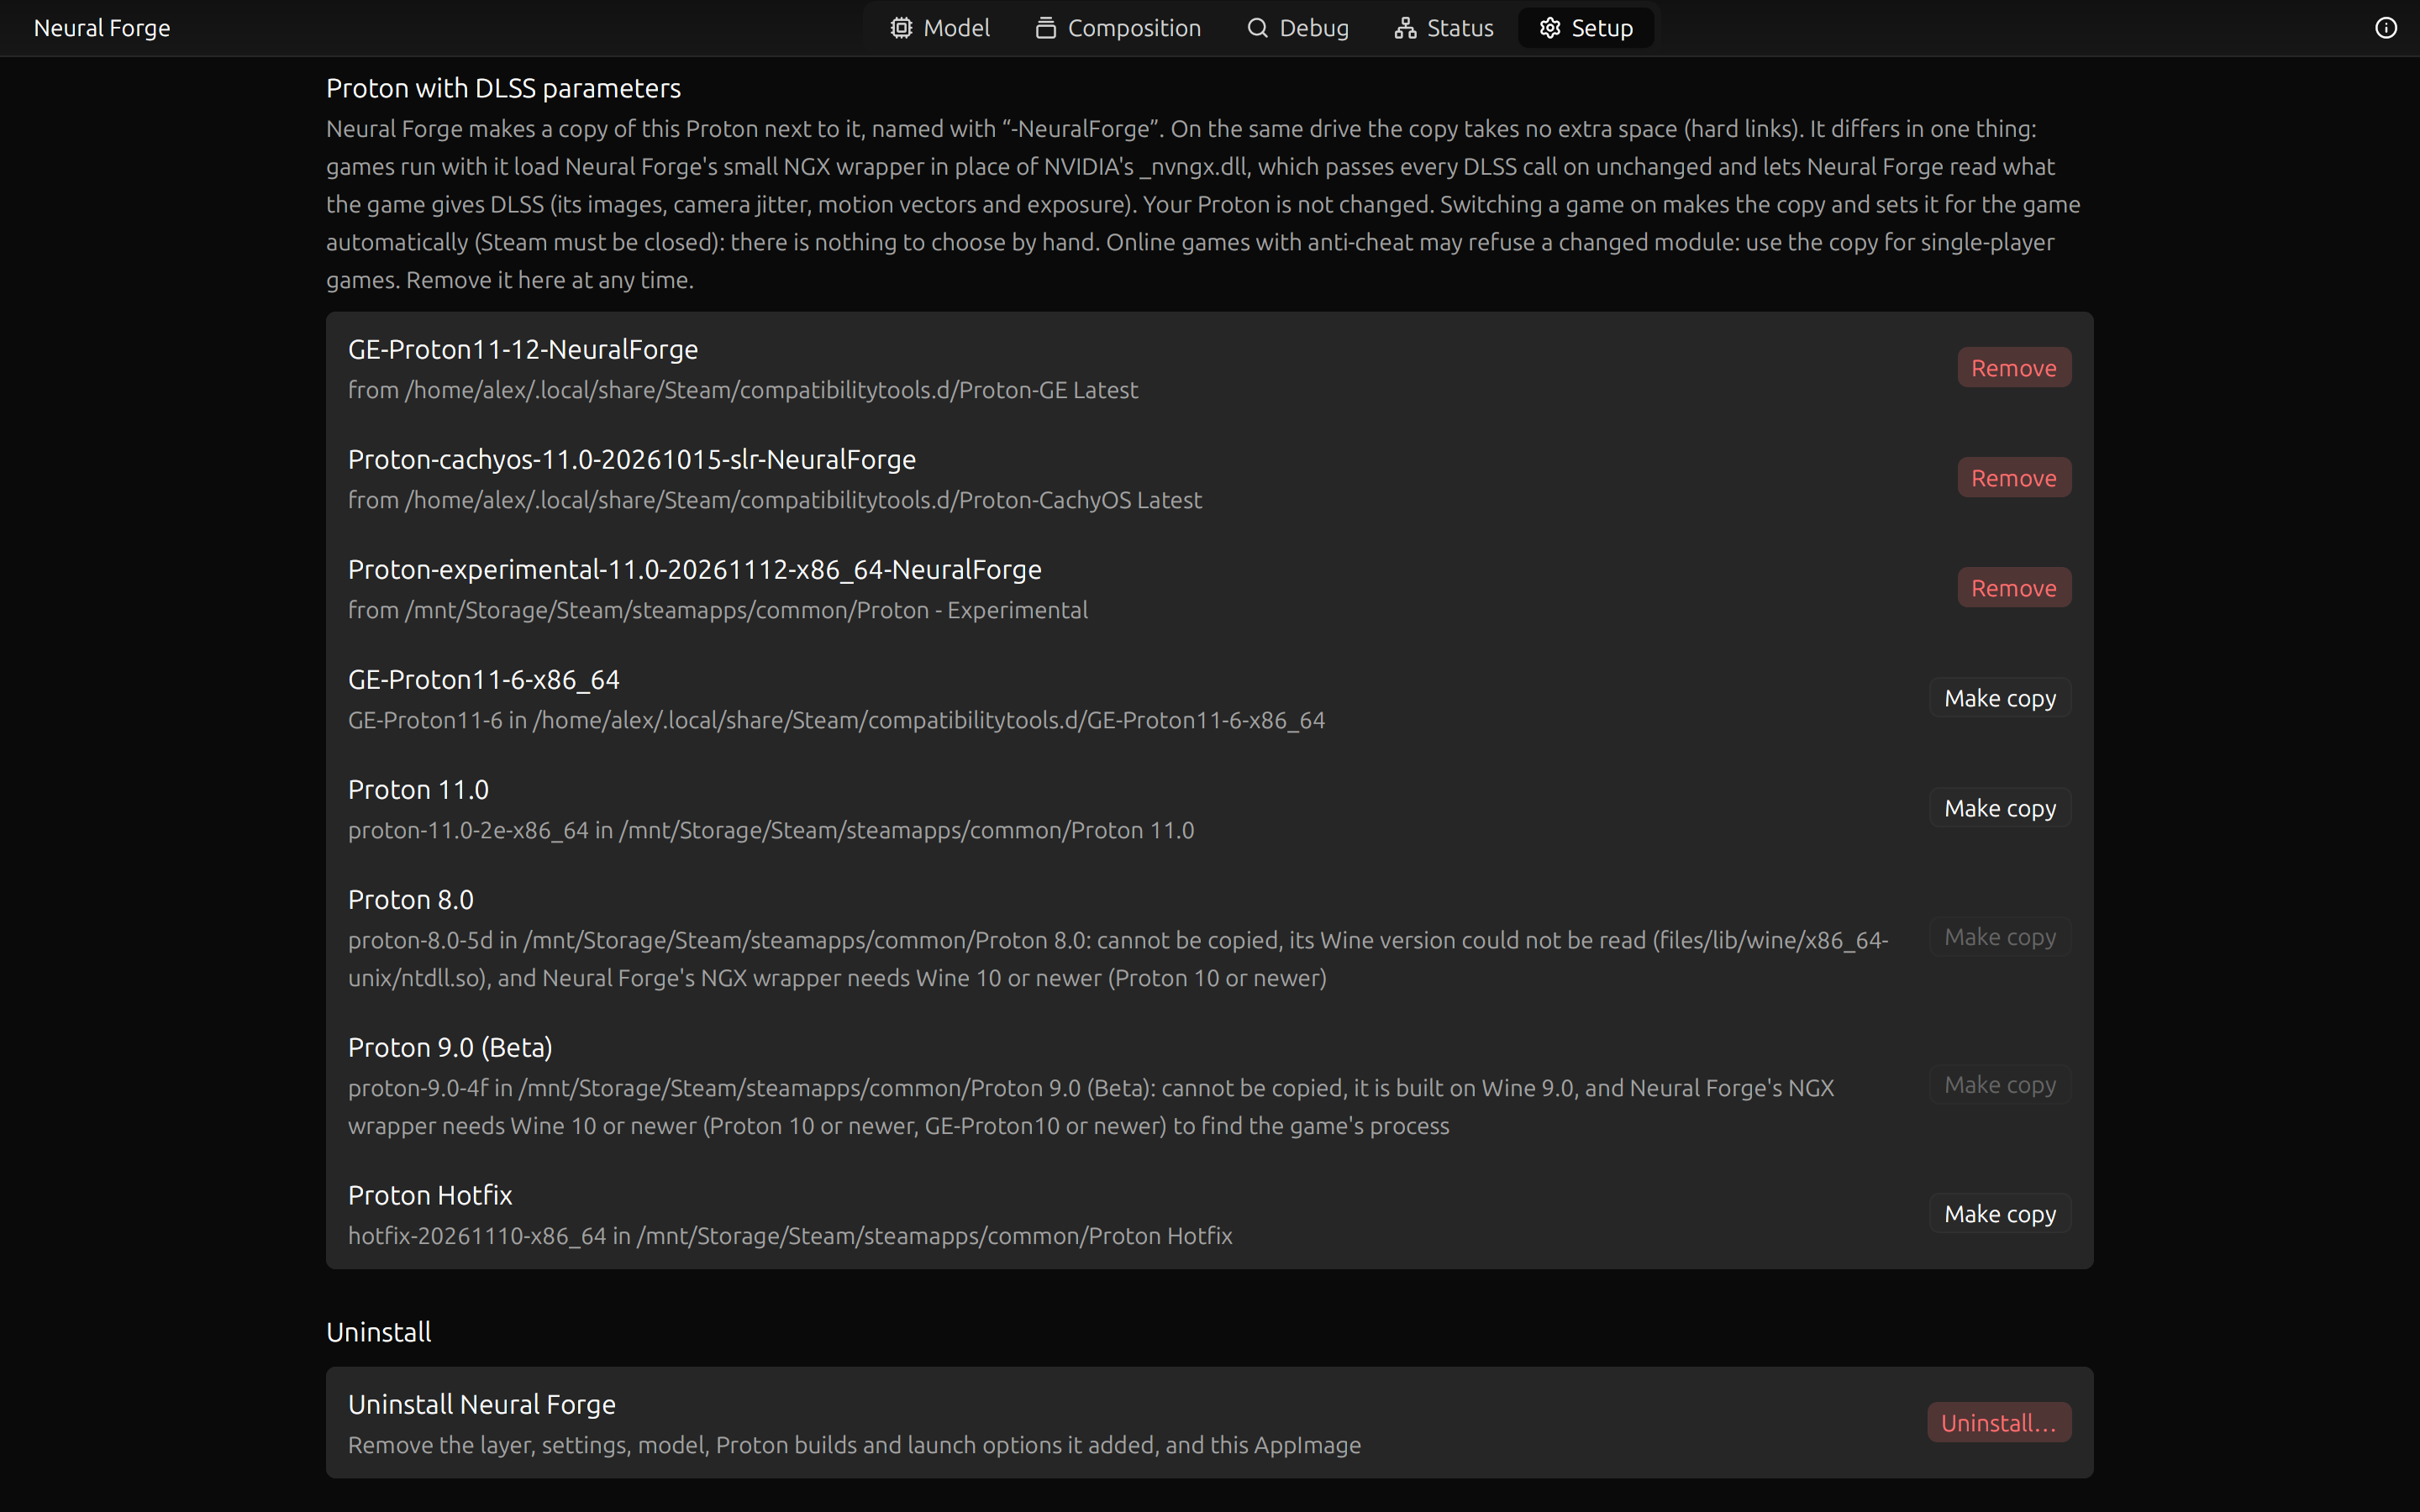 Neural Forge
Model
Composition
Debug
Status
Setup
Proton with DLSS parameters
Neural Forge makes a copy of this Proton next to it, named with “-NeuralForge”. On the same drive the copy takes no extra space (hard links). It differs in one thing:
games run with it load Neural Forge's small NGX wrapper in place of NVIDIA's _nvngx.dll, which passes every DLSS call on unchanged and lets Neural Forge read what
the game gives DLSS (its images, camera jitter, motion vectors and exposure). Your Proton is not changed. Switching a game on makes the copy and sets it for the game
automatically (Steam must be closed): there is nothing to choose by hand. Online games with anti-cheat may refuse a changed module: use the copy for single-player
games. Remove it here at any time.
GE-Proton11-12-NeuralForge
from /home/alex/.local/share/Steam/compatibilitytools.d/Proton-GE Latest
Remove
Proton-cachyos-11.0-20261015-slr-NeuralForge
from /home/alex/.local/share/Steam/compatibilitytools.d/Proton-CachyOS Latest
Remove
Proton-experimental-11.0-20261112-x86_64-NeuralForge
from /mnt/Storage/Steam/steamapps/common/Proton - Experimental
Remove
GE-Proton11-6-x86_64
GE-Proton11-6 in /home/alex/.local/share/Steam/compatibilitytools.d/GE-Proton11-6-x86_64
Make copy
Proton 11.0
proton-11.0-2e-x86_64 in /mnt/Storage/Steam/steamapps/common/Proton 11.0
Make copy
Proton 8.0
proton-8.0-5d in /mnt/Storage/Steam/steamapps/common/Proton 8.0: cannot be copied, its Wine version could not be read (files/lib/wine/x86_64-
unix/ntdll.so), and Neural Forge's NGX wrapper needs Wine 10 or newer (Proton 10 or newer)
Make copy
Proton 9.0 (Beta)
proton-9.0-4f in /mnt/Storage/Steam/steamapps/common/Proton 9.0 (Beta): cannot be copied, it is built on Wine 9.0, and Neural Forge's NGX
wrapper needs Wine 10 or newer (Proton 10 or newer, GE-Proton10 or newer) to find the game's process
Make copy
Proton Hotfix
hotfix-20261110-x86_64 in /mnt/Storage/Steam/steamapps/common/Proton Hotfix
Make copy
Uninstall
Uninstall Neural Forge
Remove the layer, settings, model, Proton builds and launch options it added, and this AppImage
Uninstall...